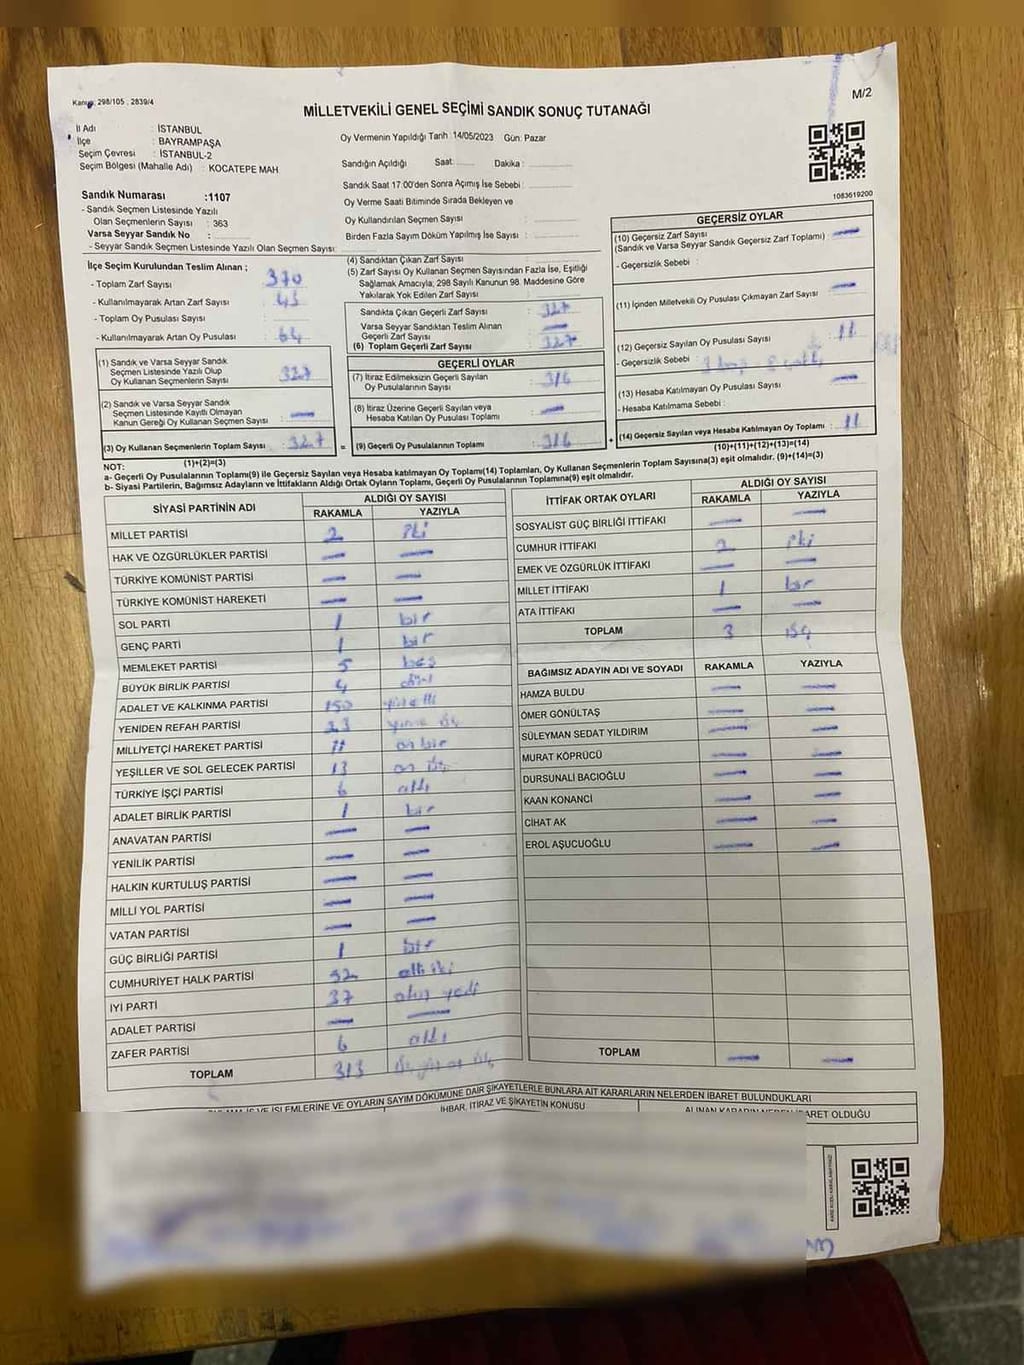 Kanun: 298/105 ; 2839/4
M/2
MİLLETVEKİLİ GENEL SEÇİMİ SANDIK SONUÇ TUTANAĞI
İl Adı : İSTANBUL
İlçe : BAYRAMPAŞA
Seçim Çevresi : İSTANBUL-2
Seçim Bölgesi (Mahalle Adı) : KOCATEPE MAH
Sandık Numarası :1107
- Sandık Seçmen Listesinde Yazılı
Olan Seçmenlerin Sayısı : 363
Varsa Seyyar Sandık No :
- Seyyar Sandık Seçmen Listesinde Yazılı Olan Seçmen Sayısı:
Oy Vermenin Yapıldığı Tarih :14/05/2023 Gün: Pazar
Sandığın Açıldığı Saat: Dakika :
Sandık Saat 17.00'den Sonra Açılmış İse Sebebi :
Oy Verme Saati Bitiminde Sırada Bekleyen ve
Oy Kullandırılan Seçmen Sayısı :
Birden Fazla Sayım Döküm Yapılmış İse Sayısı :
1083619200
İlçe Seçim Kurulundan Teslim Alınan ;
- Toplam Zarf Sayısı : 370
- Kullanılmayarak Artan Zarf Sayısı : 43
- Toplam Oy Pusulası Sayısı :
- Kullanılmayarak Artan Oy Pusulası : 64
(1) Sandık ve Varsa Seyyar Sandık
Seçmen Listesinde Yazılı Olup
Oy Kullanan Seçmenlerin Sayısı : 327
(2) Sandık ve Varsa Seyyar Sandık
Seçmen Listesinde Kayıtlı Olmayan
Kanun Gereği Oy Kullanan Seçmen Sayısı : —
(3) Oy Kullanan Seçmenlerin Toplam Sayısı : 327 =
(1)+(2)=(3)
(4) Sandıktan Çıkan Zarf Sayısı :
(5) Zarf Sayısı Oy Kullanan Seçmen Sayısından Fazla İse, Eşitliği
Sağlamak Amacıyla; 298 Sayılı Kanunun 98. Maddesine Göre
Yakılarak Yok Edilen Zarf Sayısı :
Sandıkta Çıkan Geçerli Zarf Sayısı : 327
Varsa Seyyar Sandıktan Teslim Alınan
Geçerli Zarf Sayısı : —
(6) Toplam Geçerli Zarf Sayısı : 327
GEÇERLİ OYLAR
(7) İtiraz Edilmeksizin Geçerli Sayılan
Oy Pusulalarının Sayısı : 316
(8) İtiraz Üzerine Geçerli Sayılan veya
Hesaba Katılan Oy Pusulası Toplamı : —
(9) Geçerli Oy Pusulalarının Toplamı : 316 +
GEÇERSİZ OYLAR
(10) Geçersiz Zarf Sayısı
(Sandık ve Varsa Seyyar Sandık Geçersiz Zarf Toplamı) : —
- Geçersizlik Sebebi :
(11) İçinden Milletvekili Oy Pusulası Çıkmayan Zarf Sayısı : —
(12) Geçersiz Sayılan Oy Pusulası Sayısı : 11
- Geçersizlik Sebebi :
(13) Hesaba Katılmayan Oy Pusulası Sayısı : —
- Hesaba Katılmama Sebebi :
(14) Geçersiz Sayılan veya Hesaba Katılmayan Oy Toplamı : 11
(10)+(11)+(12)+(13)=(14)
NOT:
a- Geçerli Oy Pusulalarının Toplamı(9) ile Geçersiz Sayılan veya Hesaba katılmayan Oy Toplamı(14) Toplamları, Oy Kullanan Seçmenlerin Toplam Sayısına(3) eşit olmalıdır. (9)+(14)=(3)
b- Siyasi Partilerin, Bağımsız Adayların ve İttifakların Aldığı Ortak Oyların Toplamı, Geçerli Oy Pusulalarının Toplamına(9) eşit olmalıdır.
SİYASİ PARTİNİN ADI ALDIĞI OY SAYISI
RAKAMLA YAZIYLA
MİLLET PARTİSİ 2 iki
HAK VE ÖZGÜRLÜKLER PARTİSİ — —
TÜRKİYE KOMÜNİST PARTİSİ — —
TÜRKİYE KOMÜNİST HAREKETİ — —
SOL PARTİ 1 bir
GENÇ PARTİ 1 bir
MEMLEKET PARTİSİ 5 beş
BÜYÜK BİRLİK PARTİSİ 4 dört
ADALET VE KALKINMA PARTİSİ 150 yüz elli
YENİDEN REFAH PARTİSİ 23 yirmi üç
MİLLİYETÇİ HAREKET PARTİSİ 11 on bir
YEŞİLLER VE SOL GELECEK PARTİSİ 13 on üç
TÜRKİYE İŞÇİ PARTİSİ 6 altı
ADALET BİRLİK PARTİSİ 1 bir
ANAVATAN PARTİSİ — —
YENİLİK PARTİSİ — —
HALKIN KURTULUŞ PARTİSİ — —
MİLLİ YOL PARTİSİ — —
VATAN PARTİSİ — —
GÜÇ BİRLİĞİ PARTİSİ 1 bir
CUMHURİYET HALK PARTİSİ 52 elli iki
İYİ PARTİ 37 otuz yedi
ADALET PARTİSİ — —
ZAFER PARTİSİ 6 altı
TOPLAM 313 üç yüz on üç
İTTİFAK ORTAK OYLARI ALDIĞI OY SAYISI
RAKAMLA YAZIYLA
SOSYALİST GÜÇ BİRLİĞİ İTTİFAKI — —
CUMHUR İTTİFAKI 2 iki
EMEK VE ÖZGÜRLÜK İTTİFAKI — —
MİLLET İTTİFAKI 1 bir
ATA İTTİFAKI — —
TOPLAM 3 üç
BAĞIMSIZ ADAYIN ADI VE SOYADI RAKAMLA YAZIYLA
HAMZA BULDU — —
ÖMER GÖNÜLTAŞ — —
SÜLEYMAN SEDAT YILDIRIM — —
MURAT KÖPRÜCÜ — —
DURSUNALİ BACIOĞLU — —
KAAN KONANCİ — —
CİHAT AK — —
EROL AŞUCUOĞLU — —
TOPLAM — —
İŞLEMLERİNE VE OYLARIN SAYIM DÖKÜMÜNE DAİR ŞİKAYETLERLE BUNLARA AİT KARARLARIN NELERDEN İBARET BULUNDUKLARI
İHBAR, İTİRAZ VE ŞİKAYETİN KONUSU
ALINAN KARARIN NEDEN İBARET OLDUĞU
3